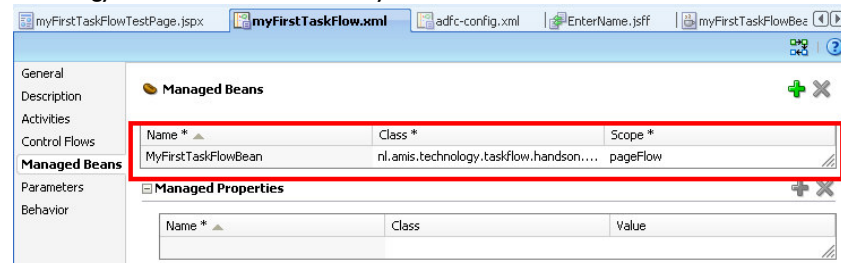 myFirstTaskFlowTestPage.jspx myFirstTaskFlow.xml adfc-config.xml EnterName.jsff myFirstTaskFlowBea
General
Description
Activities
Control Flows
Managed Beans
Parameters
Behavior
Managed Beans
Name * Class * Scope *
MyFirstTaskFlowBean nl.amis.technology.taskflow.handson.... pageFlow
Managed Properties
Name * Class Value